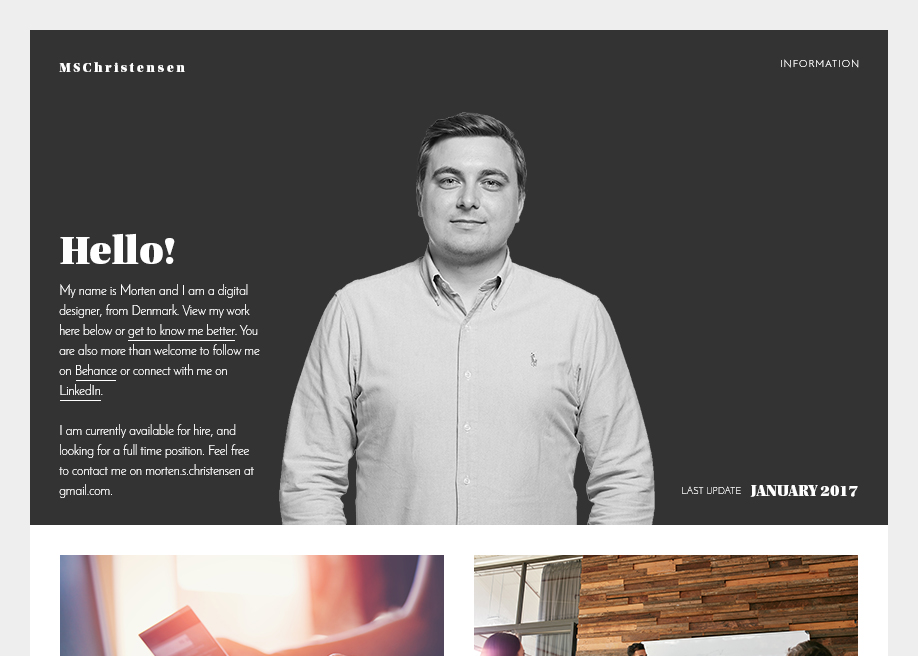 MSChristensen
INFORMATION
Hello!
My name is Morten and I am a digital
designer, from Denmark. View my work
here below or get to know me better. You
are also more than welcome to follow me
on Behance or connect with me on
LinkedIn.
I am currently available for hire, and
looking for a full time position. Feel free
to contact me on morten.s.christensen at
gmail.com.
LAST UPDATE JANUARY 2017